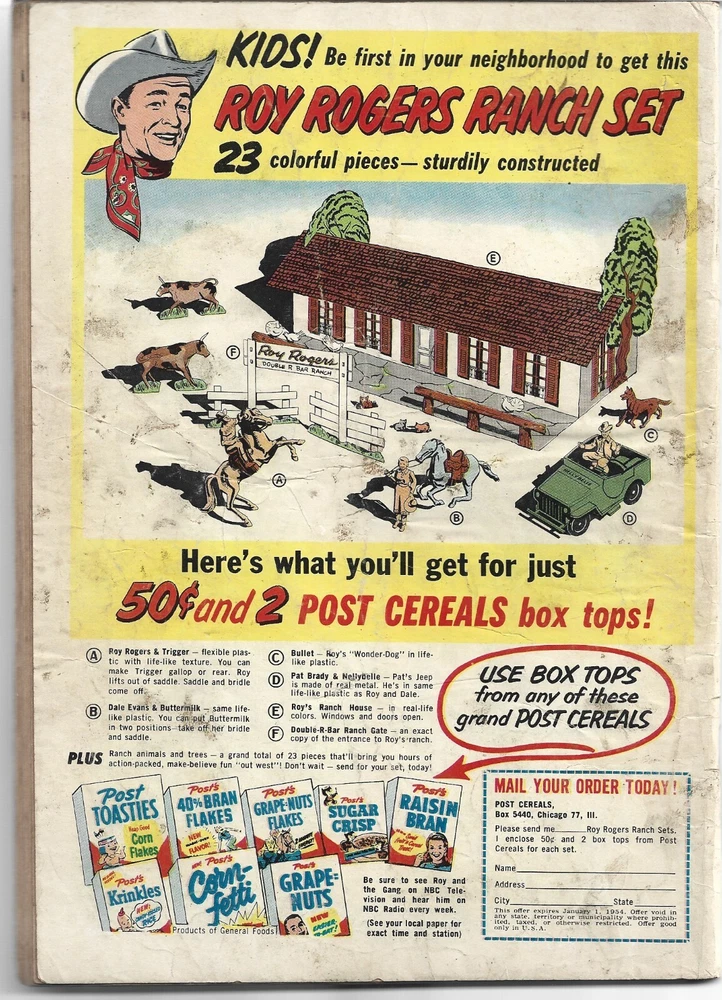 KIDS! Be first in your neighborhood to get this
ROY ROGERS RANCH SET
23 colorful pieces — sturdily constructed
E
F
Roy Rogers
DOUBLE R BAR RANCH
C
A
B
D
NELLYBELLE
Here's what you'll get for just
50¢ and 2 POST CEREALS box tops!
A Roy Rogers & Trigger — flexible plas-
tic with life-like texture. You can
make Trigger gallop or rear. Roy
lifts out of saddle. Saddle and bridle
come off.
B Dale Evans & Buttermilk — same life-
like plastic. You can put Buttermilk
in two positions—take off her bridle
and saddle.
C Bullet — Roy's "Wonder-Dog" in life-
like plastic.
D Pat Brady & Nellybelle — Pat's Jeep
is made of real metal. He's in same
life-like plastic as Roy and Dale.
E Roy's Ranch House — in real-life
colors. Windows and doors open.
F Double-R-Bar Ranch Gate — an exact
copy of the entrance to Roy's ranch.
PLUS Ranch animals and trees — a grand total of 23 pieces that'll bring you hours of
action-packed, make-believe fun "out west"! Don't wait — send for your set, today!
USE BOX TOPS
from any of these
grand POST CEREALS
Post
TOASTIES
Corn
Flakes
Post's
40% BRAN
FLAKES
NEW
FLAVOR!
Post's
GRAPE-NUTS
FLAKES
Post's
SUGAR
CRISP
Post's
RAISIN
BRAN
Post's
Krinkles
NEW!
RICE
Post's
Corn-
fetti
Post's
GRAPE-
NUTS
NEW
EASIER-
TO-EAT!
Products of General Foods
Be sure to see Roy and
the Gang on NBC Tele-
vision and hear him on
NBC Radio every week.
(See your local paper for
exact time and station)
MAIL YOUR ORDER TODAY!
POST CEREALS,
Box 5440, Chicago 77, Ill.
Please send me Roy Rogers Ranch Sets.
I enclose 50¢ and 2 box tops from Post
Cereals for each set.
Name
Address
City State
This offer expires January 1, 1954. Offer void in
any state, territory or municipality where prohib-
ited, taxed, or otherwise restricted. Offer good
only in U.S.A.